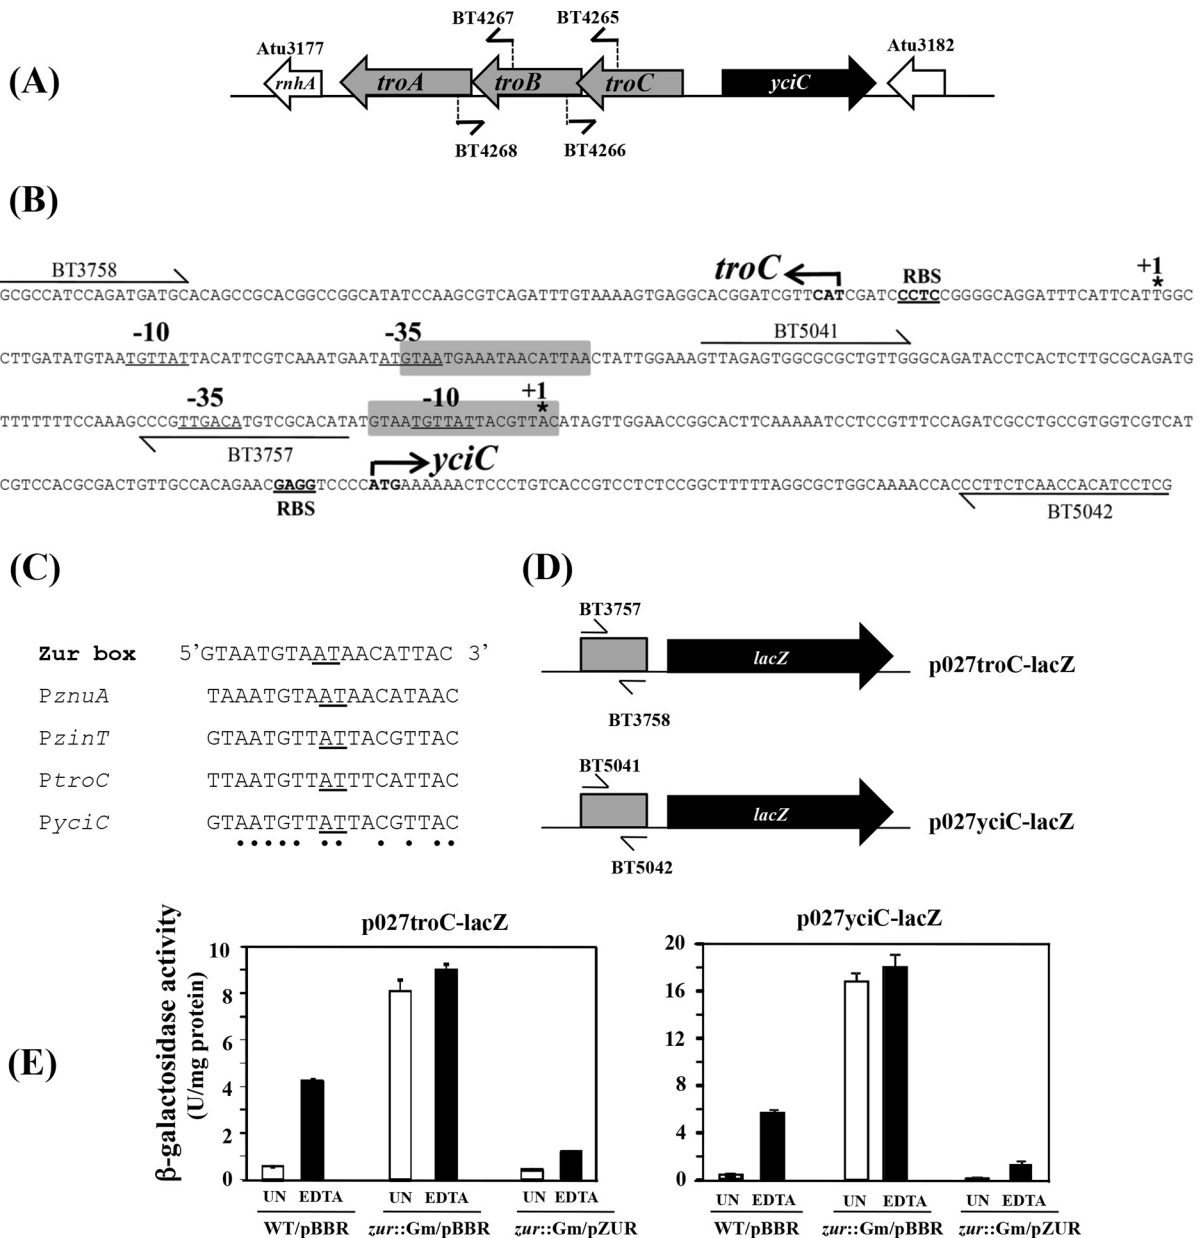 (A)
BT4267 BT4265
Atu3177 Atu3182
rnhA troA troB troC yciC
BT4268 BT4266
(B)
BT3758 troC RBS +1
*
GCGCCATCCAGATGATGCACAGCCGCACGGCCGGCATATCCAAGCGTCAGATTTGTAAAAGTGAGGCACGGATCGTTCATCGATCCCTCCGGGGCAGGATTTCATTCATTGGC
-10 -35 BT5041
CTTGATATGTAATGTTATTACATTCGTCAAATGAATATGTAATGAAATAACATTAACTATTGGAAAGTTAGAGTGGCGCGCTGTTGGGCAGATACCTCACTCTTGCGCAGATG
-35 -10 +1
*
TTTTTTTCCAAAGCCCGTTGACATGTCGCACATATGTAATGTTATTACGTTACATAGTTGGAACCGGCACTTCAAAAATCCTCCGTTTCCAGATCGCCTGCCGTGGTCGTCAT
BT3757 yciC
CGTCCACGCGACTGTTGCCACAGAACGAGGTCCCCATGAAAAAACTCCCTGTCACCGTCCTCTCCGGCTTTTTAGGCGCTGGCAAAACCACCCTTCTCAACCACATCCTCG
RBS BT5042
(C)
Zur box 5'GTAATGTAATAACATTAC 3'
PznuA TAAATGTAATAACATAAC
PzinT GTAATGTTATTACGTTAC
PtroC TTAATGTTATTTCATTAC
PyciC GTAATGTTATTACGTTAC
(D)
BT3757
lacZ p027troC-lacZ
BT3758
BT5041
lacZ p027yciC-lacZ
BT5042
(E)
β-galactosidase activity
(U/mg protein)
p027troC-lacZ
10
8
6
4
2
0
UN EDTA UN EDTA UN EDTA
WT/pBBR zur::Gm/pBBR zur::Gm/pZUR
p027yciC-lacZ
20
16
12
8
4
0
UN EDTA UN EDTA UN EDTA
WT/pBBR zur::Gm/pBBR zur::Gm/pZUR